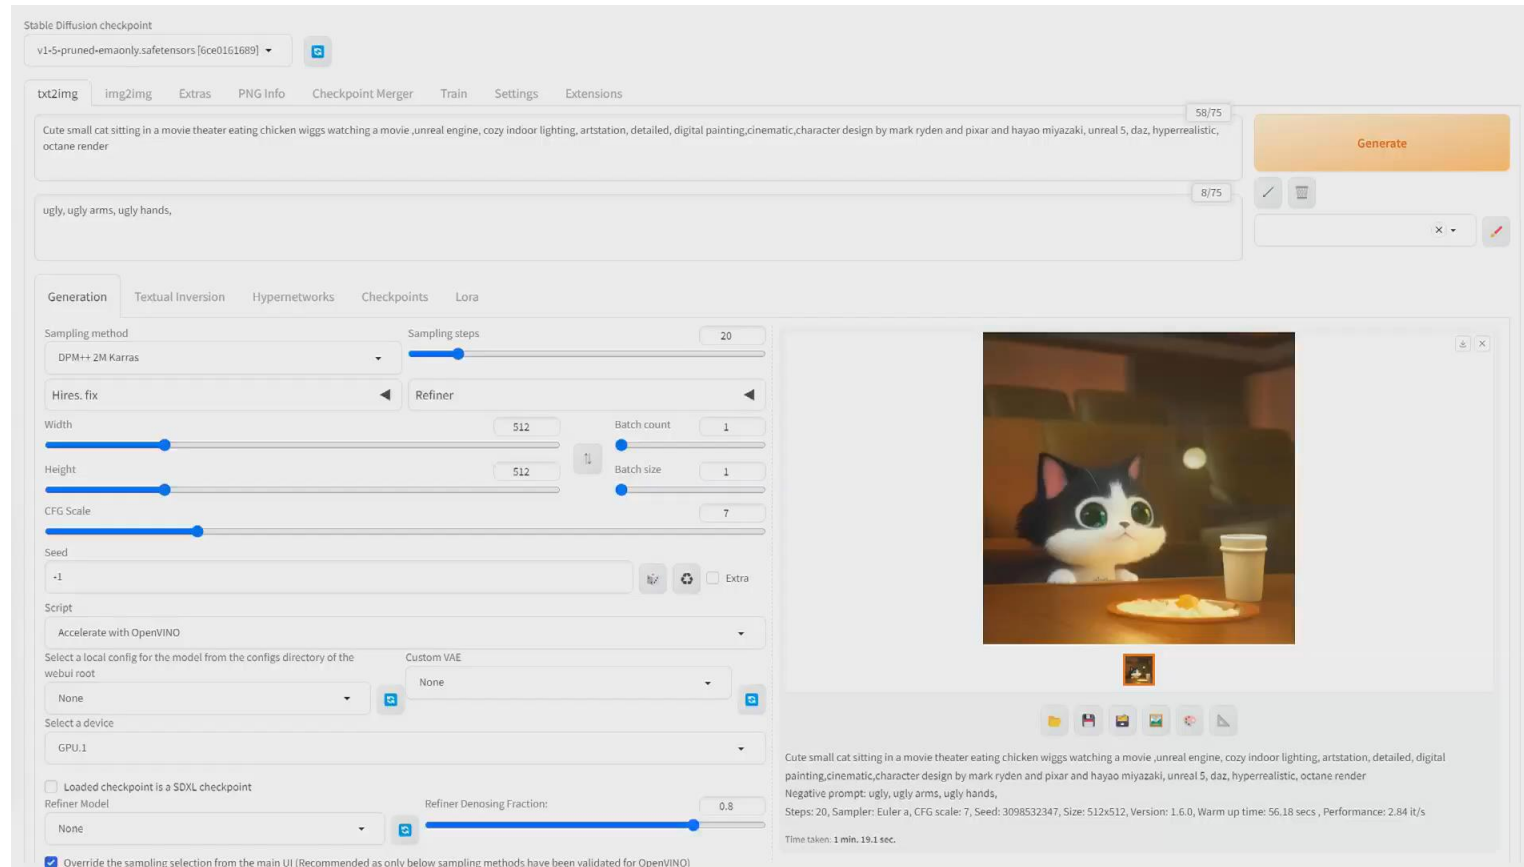 Stable Diffusion checkpoint
v1-5-pruned-emaonly.safetensors [6ce0161689]
txt2img img2img Extras PNG Info Checkpoint Merger Train Settings Extensions
58/75
Cute small cat sitting in a movie theater eating chicken wiggs watching a movie ,unreal engine, cozy indoor lighting, artstation, detailed, digital painting,cinematic,character design by mark ryden and pixar and hayao miyazaki, unreal 5, daz, hyperrealistic,
octane render
Generate
8/75
ugly, ugly arms, ugly hands,
Generation Textual Inversion Hypernetworks Checkpoints Lora
Sampling method
DPM++ 2M Karras
Sampling steps
20
Hires. fix
Refiner
Width
512
Batch count
1
Height
512
Batch size
1
CFG Scale
7
Seed
-1
Extra
Script
Accelerate with OpenVINO
Select a local config for the model from the configs directory of the
webui root
None
Custom VAE
None
Select a device
GPU.1
Loaded checkpoint is a SDXL checkpoint
Refiner Model
None
Refiner Denosing Fraction:
0.8
Override the sampling selection from the main UI (Recommended as only below sampling methods have been validated for OpenVINO)
Cute small cat sitting in a movie theater eating chicken wiggs watching a movie ,unreal engine, cozy indoor lighting, artstation, detailed, digital
painting,cinematic,character design by mark ryden and pixar and hayao miyazaki, unreal 5, daz, hyperrealistic, octane render
Negative prompt: ugly, ugly arms, ugly hands,
Steps: 20, Sampler: Euler a, CFG scale: 7, Seed: 3098532347, Size: 512x512, Version: 1.6.0, Warm up time: 56.18 secs , Performance: 2.84 it/s
Time taken: 1 min. 19.1 sec.